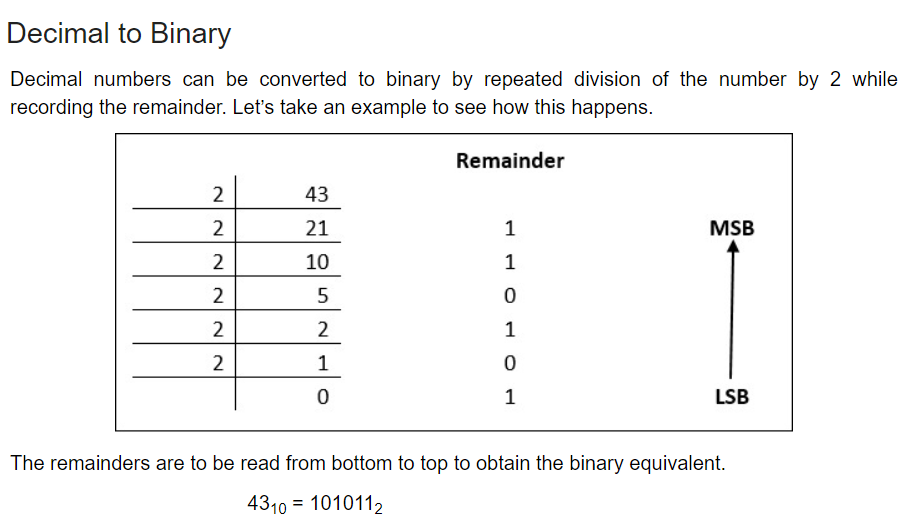 Decimal to Binary
Decimal numbers can be converted to binary by repeated division of the number by 2 while
recording the remainder. Let's take an example to see how this happens.
Remainder
2 43
2 21 1 MSB
2 10 1
2 5 0
2 2 1
2 1 0
0 1 LSB
The remainders are to be read from bottom to top to obtain the binary equivalent.
43₁₀ = 101011₂